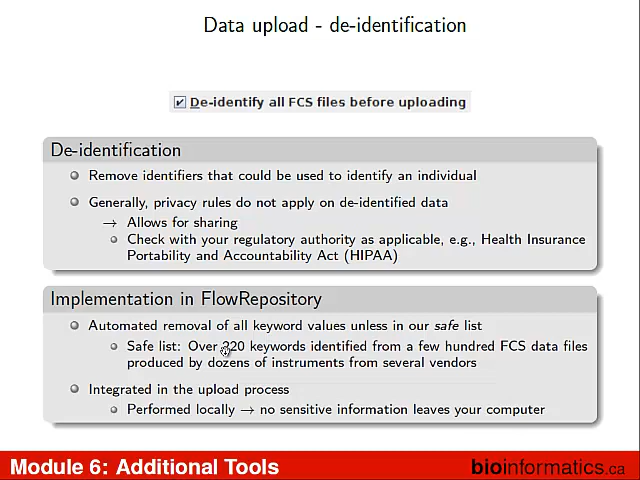 Data upload - de-identification
De-identify all FCS files before uploading
De-identification
Remove identifiers that could be used to identify an individual
Generally, privacy rules do not apply on de-identified data
→ Allows for sharing
Check with your regulatory authority as applicable, e.g., Health Insurance
Portability and Accountability Act (HIPAA)
Implementation in FlowRepository
Automated removal of all keyword values unless in our safe list
Safe list: Over 320 keywords identified from a few hundred FCS data files
produced by dozens of instruments from several vendors
Integrated in the upload process
Performed locally → no sensitive information leaves your computer
Module 6: Additional Tools
bioinformatics.ca